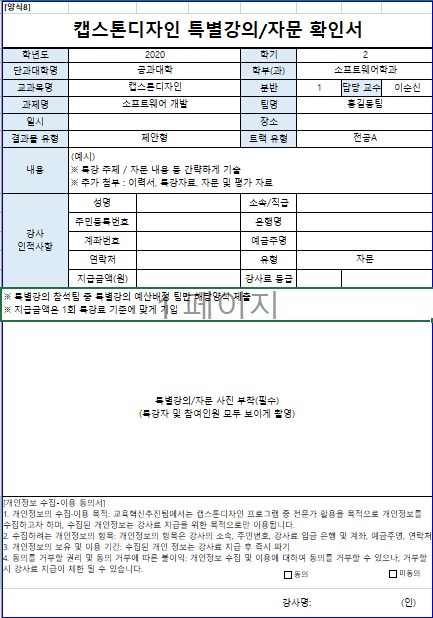 [양식8]
캡스톤디자인 특별강의/자문 확인서
학년도 2020 학기 2
단과대학명 공과대학 학부(과) 소프트웨어학과
교과목명 캡스톤디자인 분반 1 담당 교수 이순신
과제명 소프트웨어 개발 팀명 홍길동팀
일시 장소
결과물 유형 제안형 트랙 유형 전공A
내용
(예시)
※ 특강 주제 / 자문 내용 등 간략하게 기술
※ 추가 첨부 : 이력서, 특강자료, 자문 및 평가 자료
강사
인적사항
성명 소속/직급
주민등록번호 은행명
계좌번호 예금주명
연락처 유형 자문
지급금액(원) 강사료 등급
※ 특별강의 참석팀 중 특별강의 예산배정 팀만 해당양식 제출
※ 지급금액은 1회 특강료 기준에 맞게 기입
1 페이지
특별강의/자문 사진 부착(필수)
(특강자 및 참여인원 모두 보이게 촬영)
[개인정보 수집·이용 동의서]
1. 개인정보의 수집·이용 목적: 교육혁신추진팀에서는 캡스톤디자인 프로그램 중 전문가 활용을 목적으로 개인정보를
수집하고자 하며, 수집된 개인정보는 강사료 지급을 위한 목적으로만 이용됩니다.
2. 수집하려는 개인정보의 항목: 개인정보의 항목은 강사의 소속, 주민번호, 강사료 입금 은행 및 계좌, 예금주명, 연락처
3. 개인정보의 보유 및 이용 기간: 수집된 개인 정보는 강사료 지급 후 즉시 파기
4. 동의를 거부할 권리 및 동의 거부에 따른 불이익: 개인정보 수집 및 이용에 대하여 동의를 거부할 수 있으나, 거부할
시 강사료 지급이 제한 될 수 있습니다.
동의 미동의
강사명: (인)